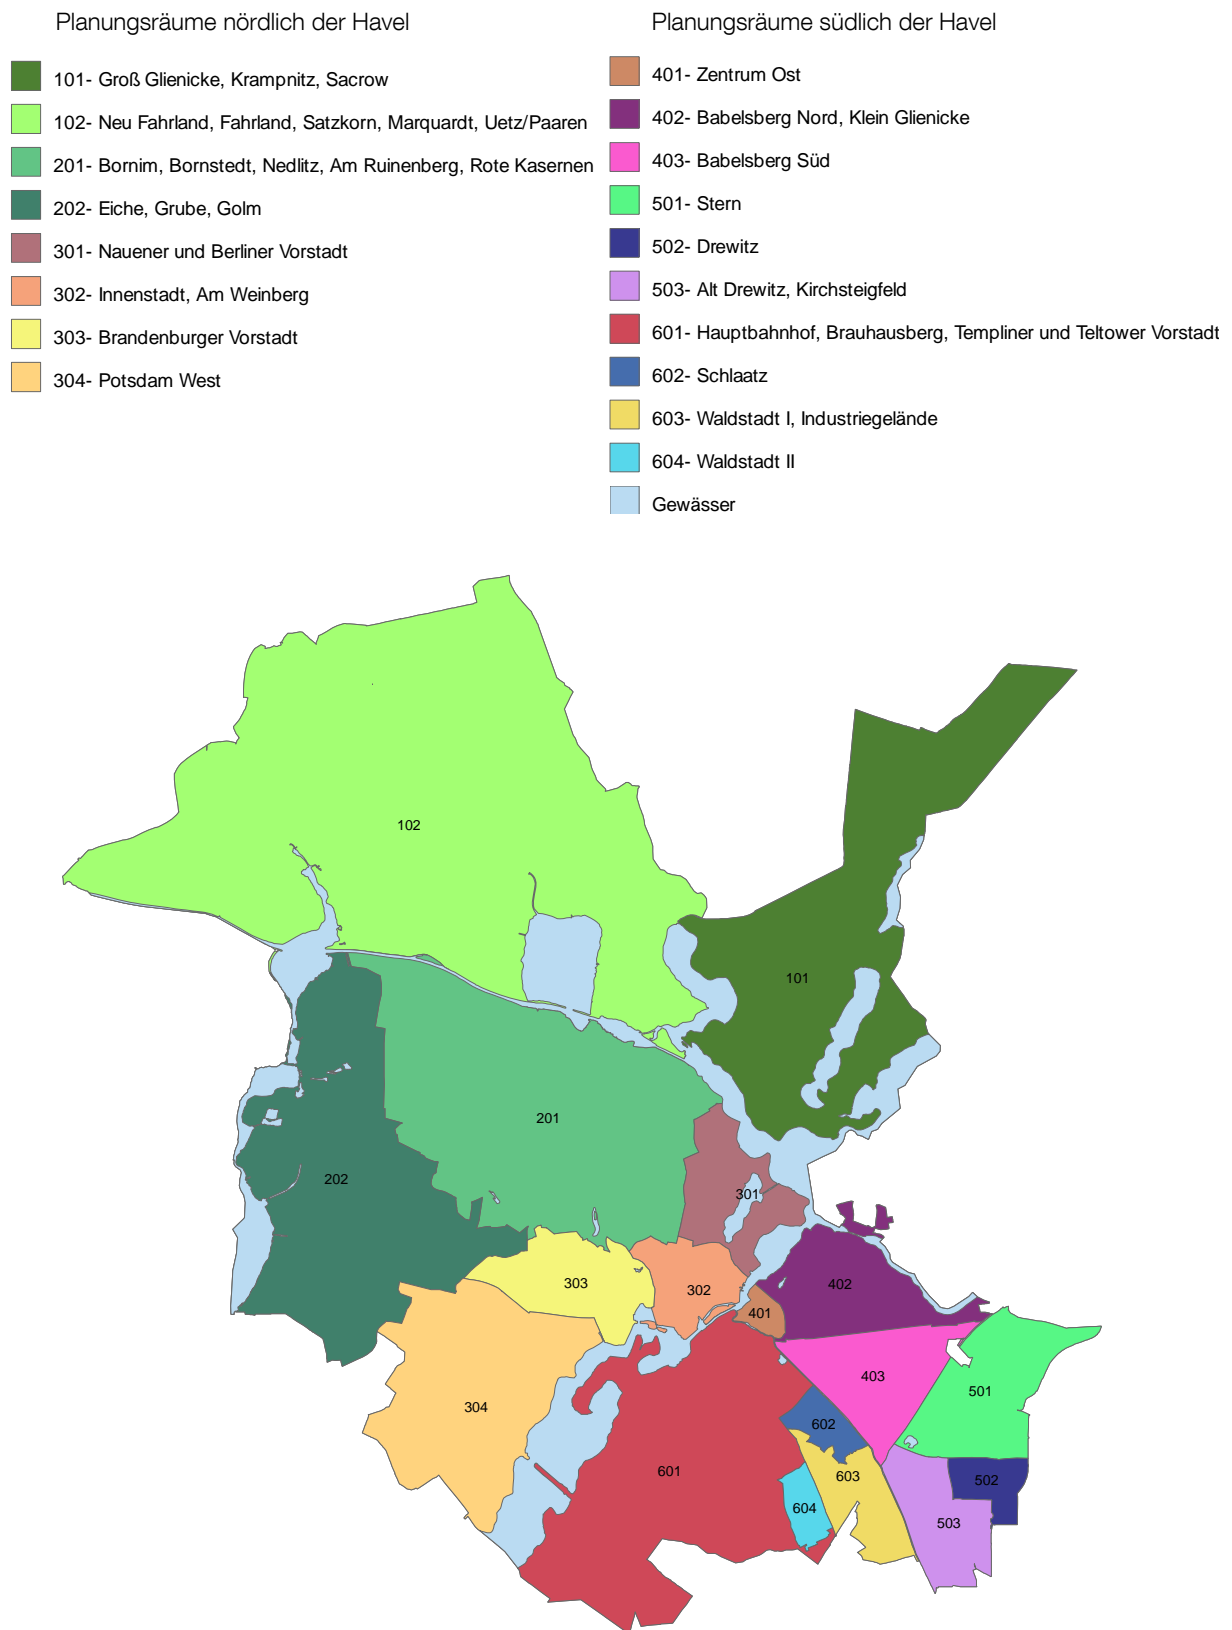 Planungsräume nördlich der Havel
101- Groß Glienicke, Krampnitz, Sacrow
102- Neu Fahrland, Fahrland, Satzkorn, Marquardt, Uetz/Paaren
201- Bornim, Bornstedt, Nedlitz, Am Ruinenberg, Rote Kasernen
202- Eiche, Grube, Golm
301- Nauener und Berliner Vorstadt
302- Innenstadt, Am Weinberg
303- Brandenburger Vorstadt
304- Potsdam West
Planungsräume südlich der Havel
401- Zentrum Ost
402- Babelsberg Nord, Klein Glienicke
403- Babelsberg Süd
501- Stern
502- Drewitz
503- Alt Drewitz, Kirchsteigfeld
601- Hauptbahnhof, Brauhausberg, Templiner und Teltower Vorstadt
602- Schlaatz
603- Waldstadt I, Industriegelände
604- Waldstadt II
Gewässer
102
101
201
202
301
303
302
402
401
403
501
304
602
601
603
502
604
503